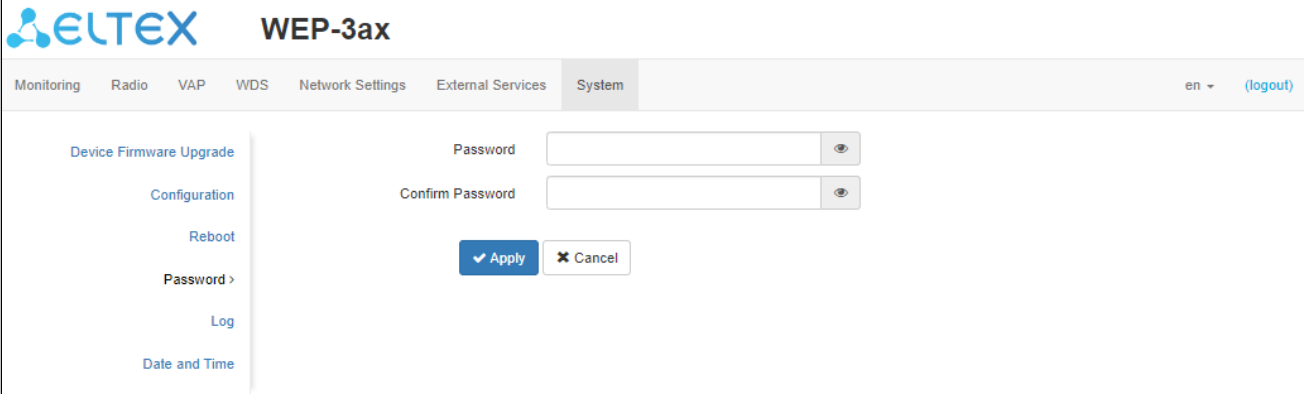 ELTEX WEP-3ax
Monitoring Radio VAP WDS Network Settings External Services System en (logout)
Device Firmware Upgrade
Configuration
Reboot
Password >
Log
Date and Time
Password
Confirm Password
Apply Cancel